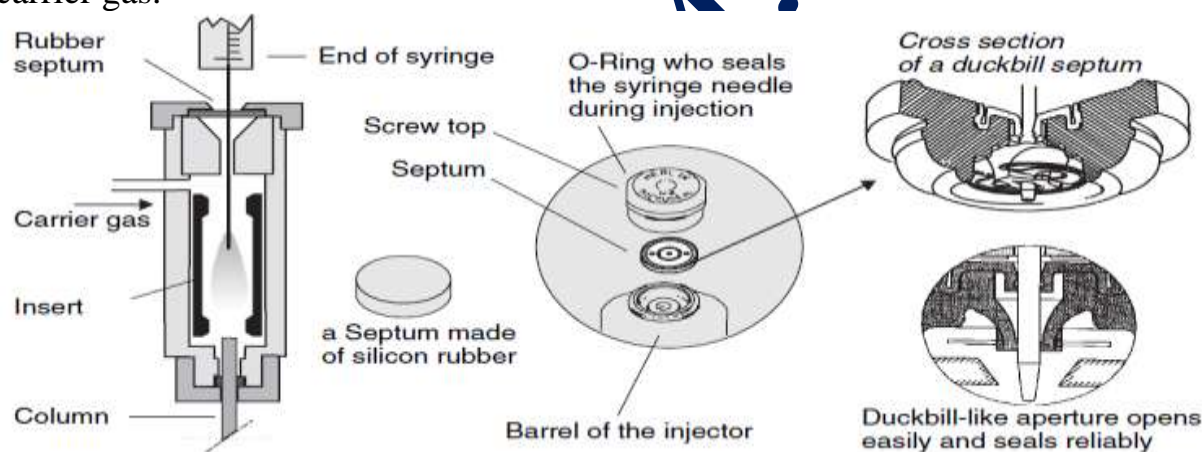 carrier gas.
Rubber
septum
End of syringe
Carrier gas
Insert
Column
a Septum made
of silicon rubber
O-Ring who seals
the syringe needle
during injection
Screw top
Septum
Barrel of the injector
Cross section
of a duckbill septum
Duckbill-like aperture opens
easily and seals reliably